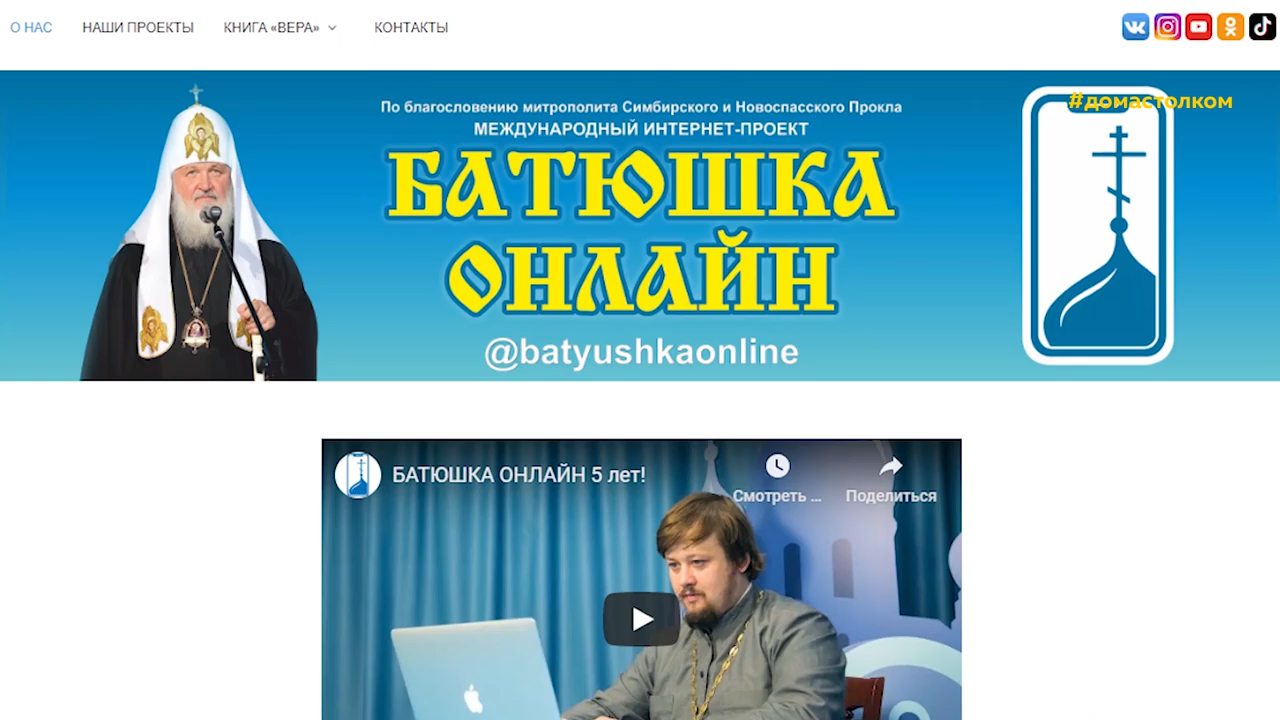 О НАС
НАШИ ПРОЕКТЫ
КНИГА «ВЕРА»
КОНТАКТЫ
#домастолком
По благословению митрополита Симбирского и Новоспасского Прокла
МЕЖДУНАРОДНЫЙ ИНТЕРНЕТ-ПРОЕКТ
БАТЮШКА
ОНЛАЙН
@batyushkaonline
БАТЮШКА ОНЛАЙН 5 лет!
Смотреть ...
Поделиться